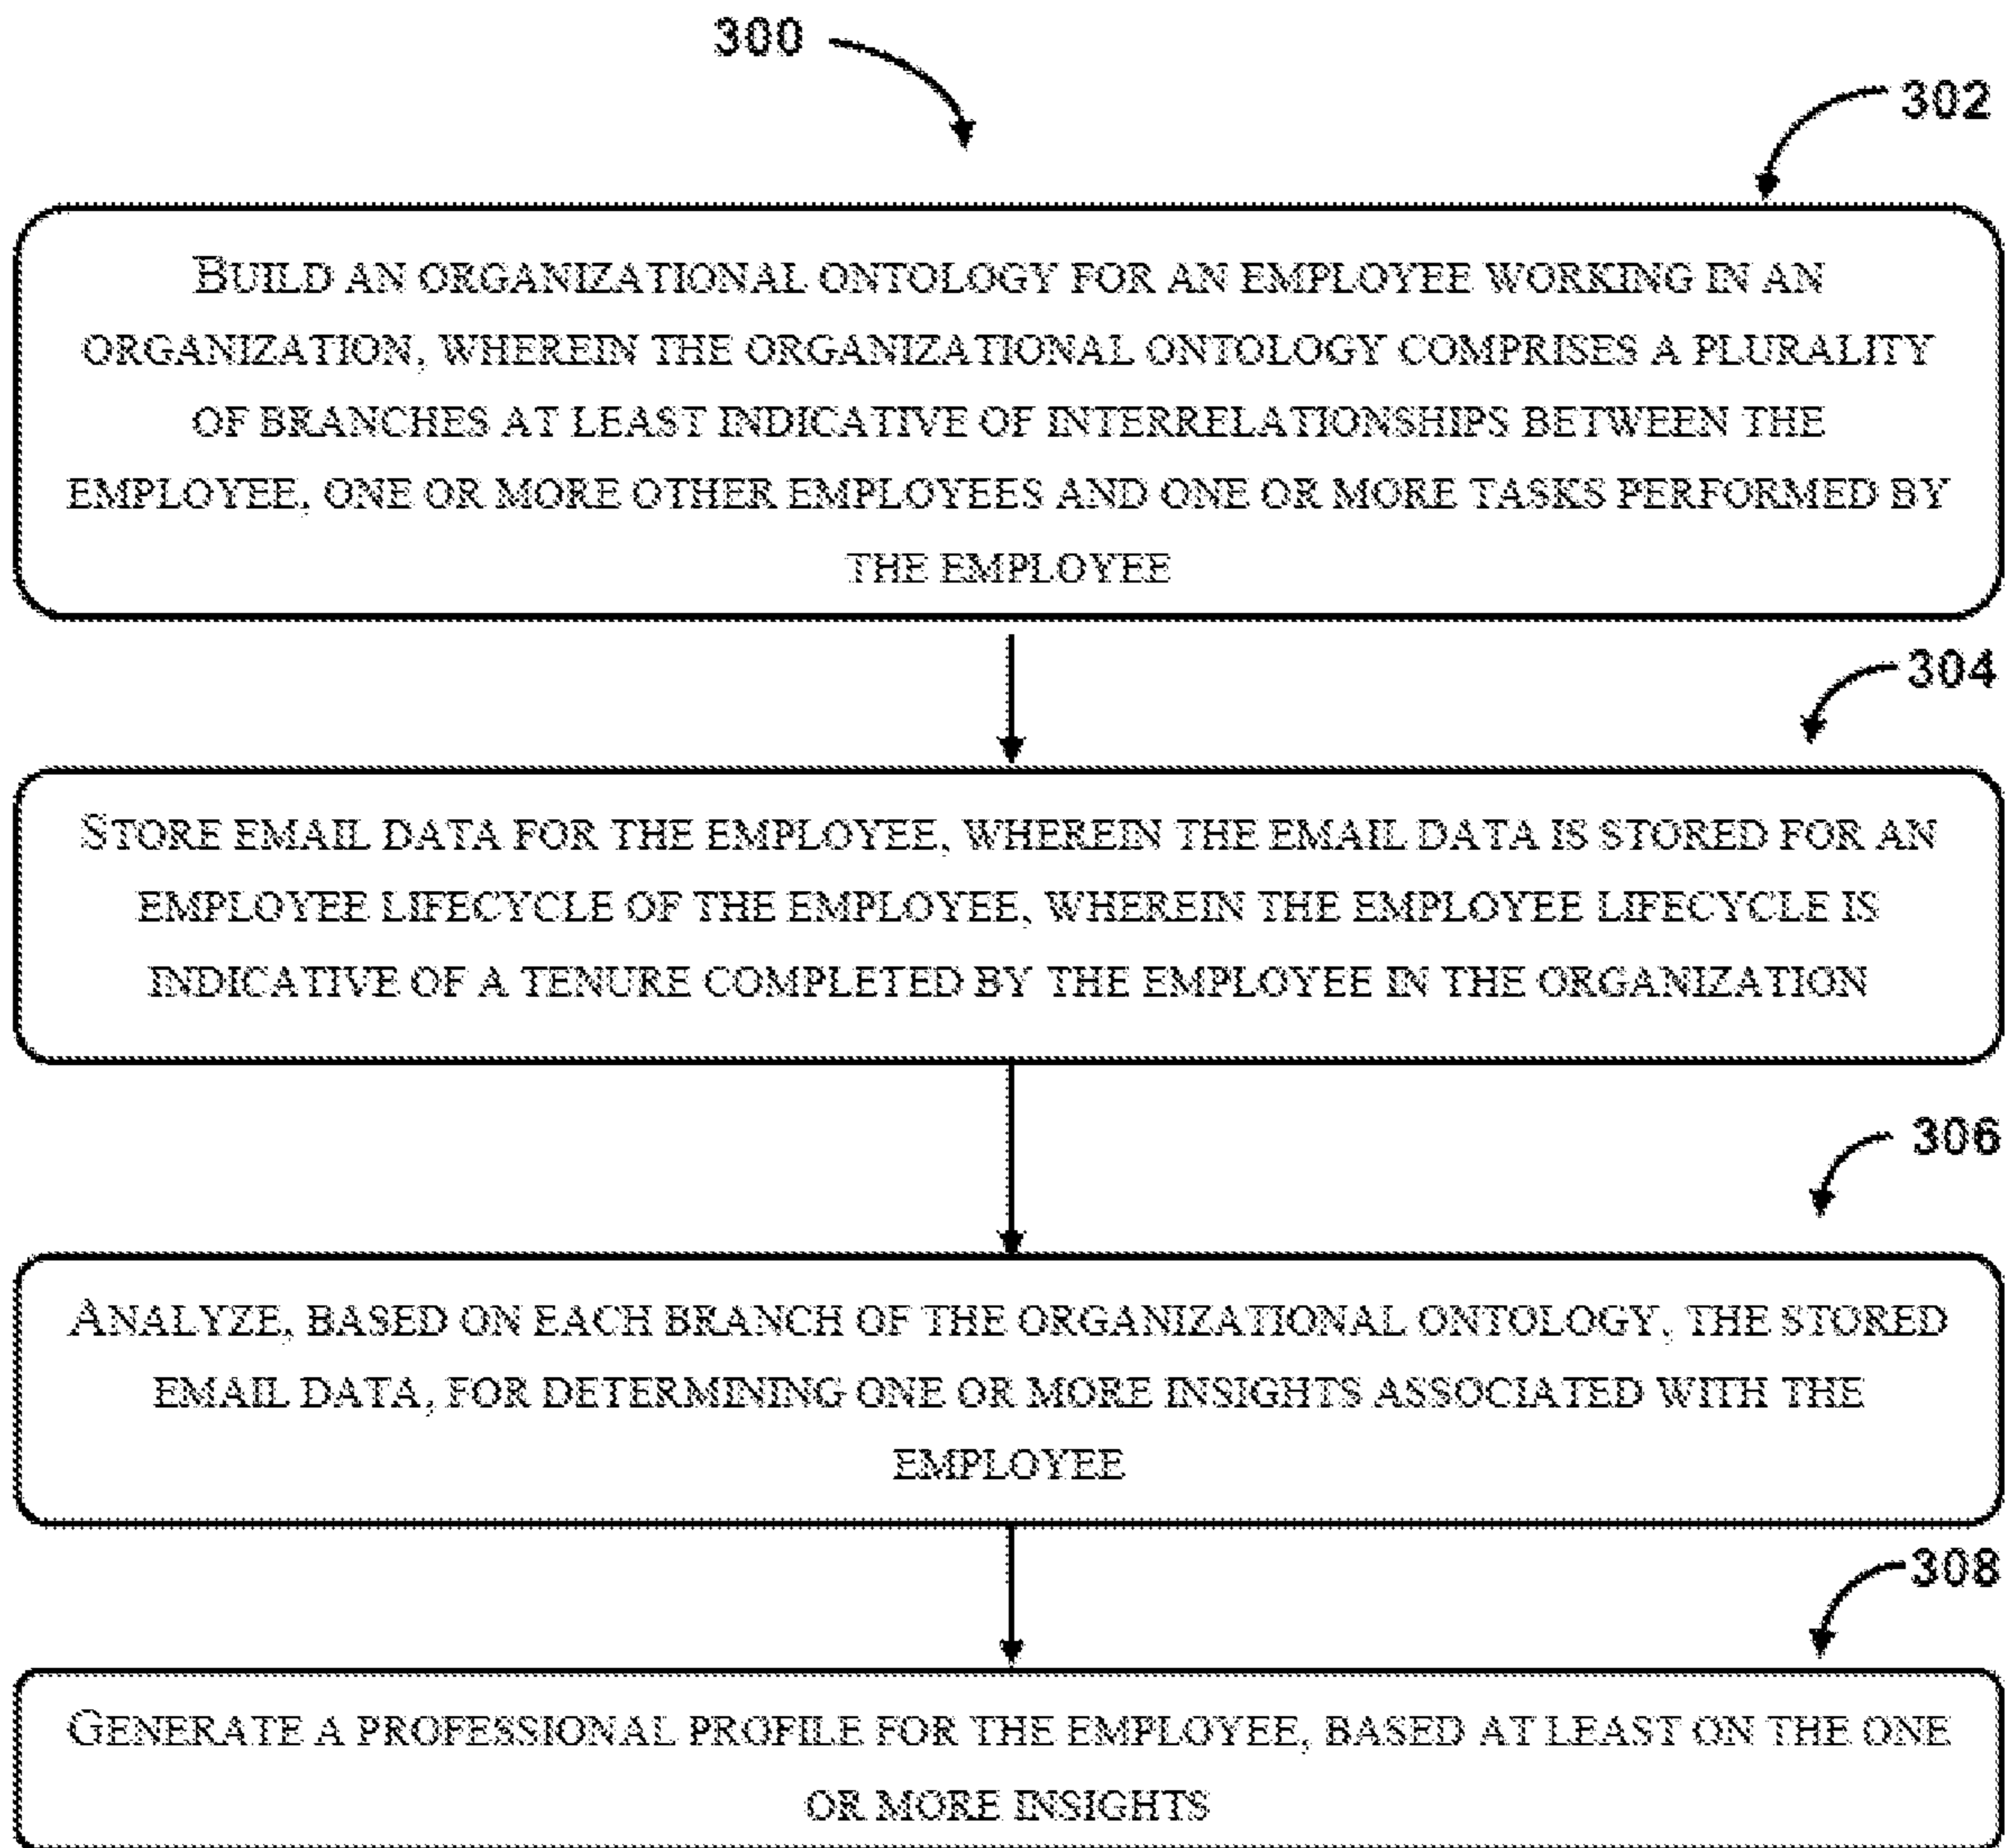 300
302
BUILD AN ORGANIZATIONAL ONTOLOGY FOR AN EMPLOYEE WORKING IN AN
ORGANIZATION, WHEREIN THE ORGANIZATIONAL ONTOLOGY COMPRISES A PLURALITY
OF BRANCHES AT LEAST INDICATIVE OF INTERRELATIONSHIPS BETWEEN THE
EMPLOYEE, ONE OR MORE OTHER EMPLOYEES AND ONE OR MORE TASKS PERFORMED BY
THE EMPLOYEE
304
STORE EMAIL DATA FOR THE EMPLOYEE, WHEREIN THE EMAIL DATA IS STORED FOR AN
EMPLOYEE LIFECYCLE OF THE EMPLOYEE, WHEREIN THE EMPLOYEE LIFECYCLE IS
INDICATIVE OF A TENURE COMPLETED BY THE EMPLOYEE IN THE ORGANIZATION
306
ANALYZE, BASED ON EACH BRANCH OF THE ORGANIZATIONAL ONTOLOGY, THE STORED
EMAIL DATA, FOR DETERMINING ONE OR MORE INSIGHTS ASSOCIATED WITH THE
EMPLOYEE
308
GENERATE A PROFESSIONAL PROFILE FOR THE EMPLOYEE, BASED AT LEAST ON THE ONE
OR MORE INSIGHTS